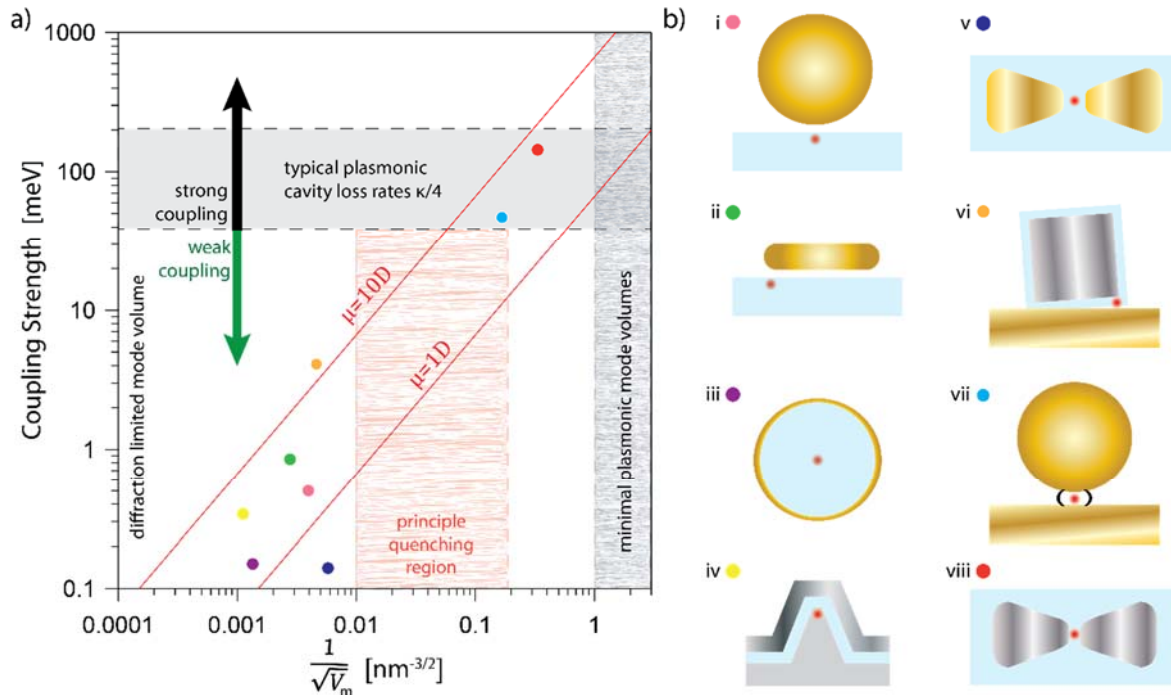 a)
1000
100
10
1
0.1
Coupling Strength [meV]
0.0001
0.001
0.01
0.1
1
1/√Vm [nm-3/2]
strong
coupling
weak
coupling
typical plasmonic
cavity loss rates κ/4
diffraction limited mode volume
μ=10D
μ=1D
principle
quenching
region
minimal plasmonic mode volumes
b)
i
v
ii
vi
iii
vii
iv
viii